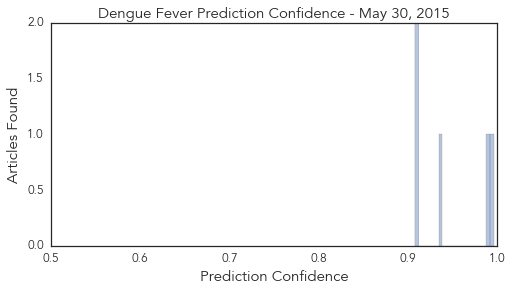 Dengue Fever Prediction Confidence - May 30, 2015
2.0
1.5
1.0
0.5
0.0
Articles Found
0.5 0.6 0.7 0.8 0.9 1.0
Prediction Confidence